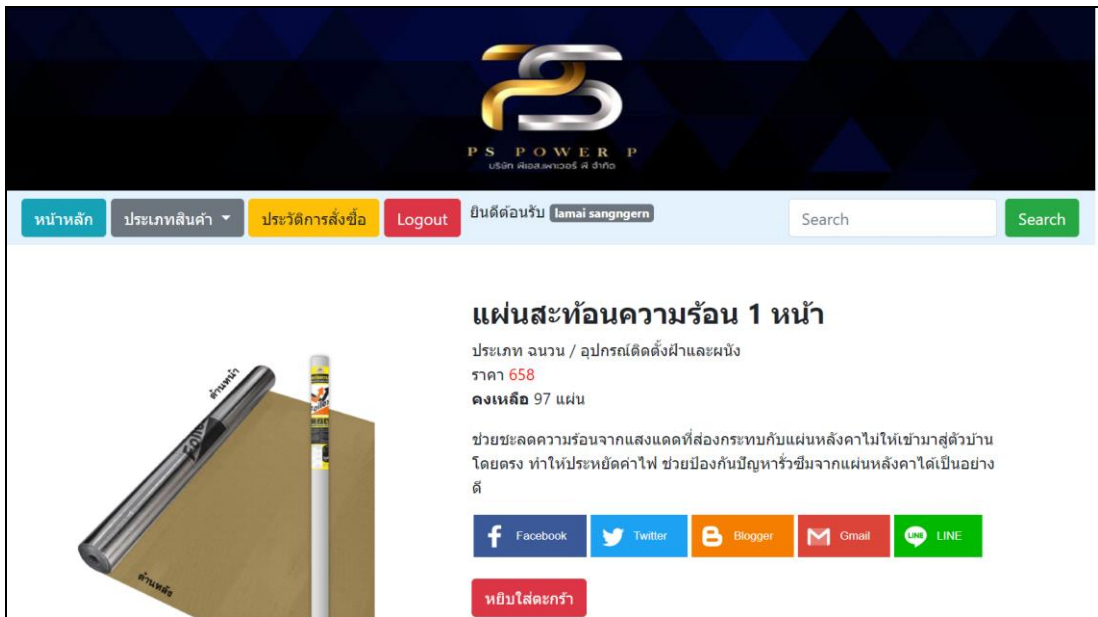 PS POWER P
บริษัท พีเอส.เพาเวอร์ พี จำกัด
หน้าหลัก ประเภทสินค้า ประวัติการสั่งซื้อ Logout ยินดีต้อนรับ lamai sangngern Search Search
แผ่นสะท้อนความร้อน 1 หน้า
ประเภท ฉนวน / อุปกรณ์ติดตั้งฝ้าและผนัง
ราคา 658
คงเหลือ 97 แผ่น
ช่วยชะลดความร้อนจากแสงแดดที่ส่องกระทบกับแผ่นหลังคาไม่ให้เข้ามาสู่ตัวบ้าน
โดยตรง ทำให้ประหยัดค่าไฟ ช่วยป้องกันปัญหารั่วซึมจากแผ่นหลังคาได้เป็นอย่าง
ดี
Facebook Twitter Blogger Gmail LINE LINE
หยิบใส่ตะกร้า
ด้านหน้า
ด้านหลัง